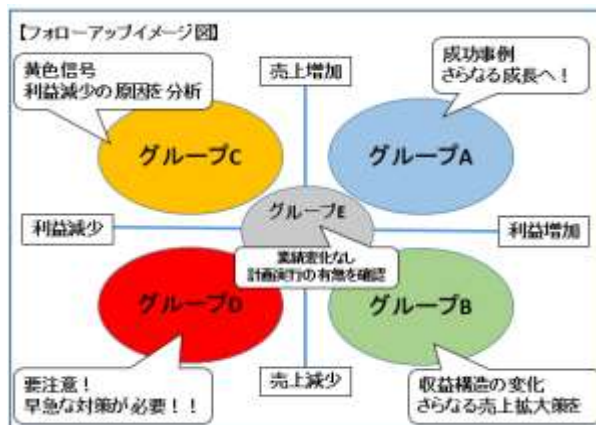 【フォローアップイメージ図】
黄色信号
利益減少の原因を分析
売上増加
成功事例
さらなる成長へ！
グループC
グループA
グループE
利益減少
利益増加
業績変化なし
計画実行の有無を確認
グループD
グループB
要注意！
早急な対策が必要！！
売上減少
収益構造の変化
さらなる売上拡大策を